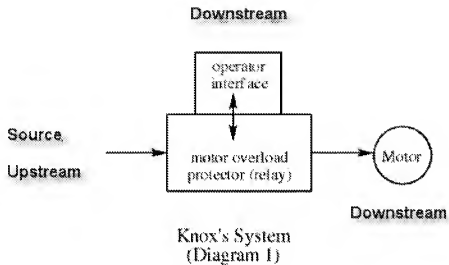 Downstream
operator
interface
Source,
Upstream
motor overload
protector (relay)
Motor
Downstream
Knox's System
(Diagram 1)